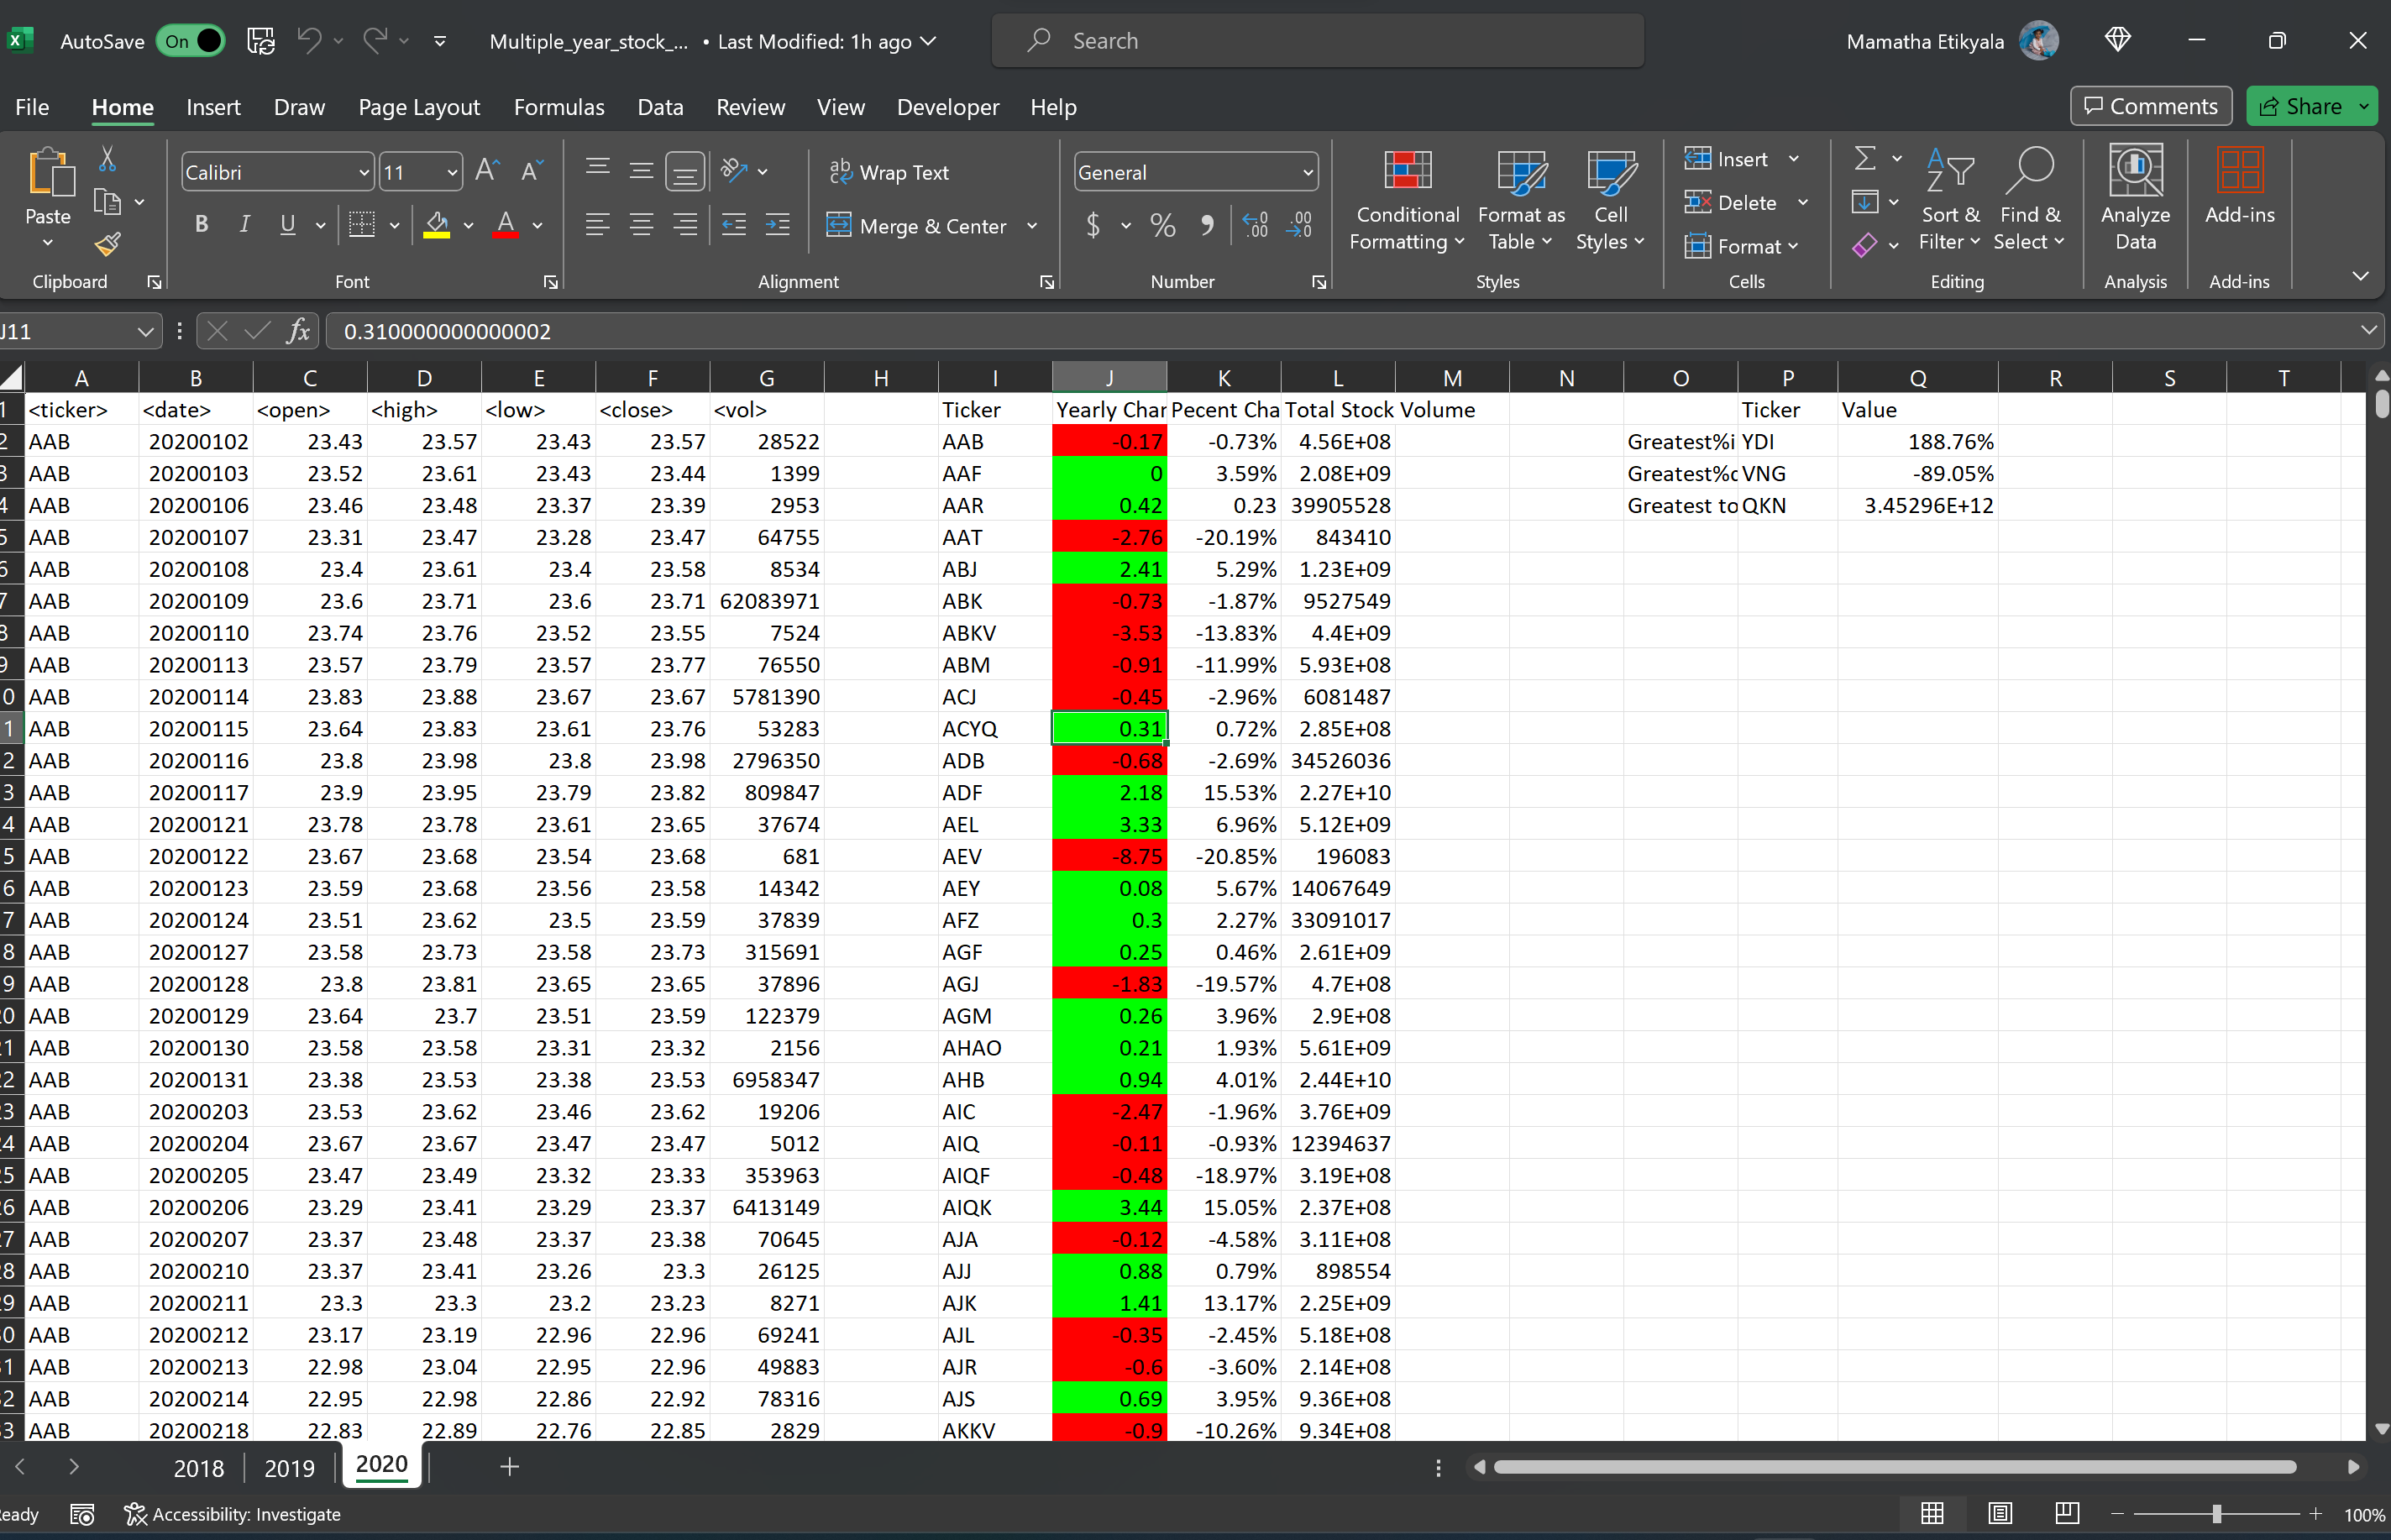 AutoSave On Multiple_year_stock_... • Last Modified: 1h ago Search Mamatha Etikyala
File Home Insert Draw Page Layout Formulas Data Review View Developer Help Comments Share
Paste Calibri 11 Wrap Text General Conditional Formatting Format as Table Cell Styles Insert Sort & Filter Find & Select Analyze Data Add-ins
B I U Merge & Center $ % Delete
Format
Clipboard Font Alignment Number Styles Cells Editing Analysis Add-ins
J11 fx 0.310000000000002
A B C D E F G H I J K L M N O P Q R S T
1 <ticker> <date> <open> <high> <low> <close> <vol> Ticker Yearly Char Pecent Cha Total Stock Volume Ticker Value
2 AAB 20200102 23.43 23.57 23.43 23.57 28522 AAB -0.17 -0.73% 4.56E+08 Greatest%i YDI 188.76%
3 AAB 20200103 23.52 23.61 23.43 23.44 1399 AAF 0 3.59% 2.08E+09 Greatest%d VNG -89.05%
4 AAB 20200106 23.46 23.48 23.37 23.39 2953 AAR 0.42 0.23 39905528 Greatest to QKN 3.45296E+12
5 AAB 20200107 23.31 23.47 23.28 23.47 64755 AAT -2.76 -20.19% 843410
6 AAB 20200108 23.4 23.61 23.4 23.58 8534 ABJ 2.41 5.29% 1.23E+09
7 AAB 20200109 23.6 23.71 23.6 23.71 62083971 ABK -0.73 -1.87% 9527549
8 AAB 20200110 23.74 23.76 23.52 23.55 7524 ABKV -3.53 -13.83% 4.4E+09
9 AAB 20200113 23.57 23.79 23.57 23.77 76550 ABM -0.91 -11.99% 5.93E+08
0 AAB 20200114 23.83 23.88 23.67 23.67 5781390 ACJ -0.45 -2.96% 6081487
1 AAB 20200115 23.64 23.83 23.61 23.76 53283 ACYQ 0.31 0.72% 2.85E+08
2 AAB 20200116 23.8 23.98 23.8 23.98 2796350 ADB -0.68 -2.69% 34526036
3 AAB 20200117 23.9 23.95 23.79 23.82 809847 ADF 2.18 15.53% 2.27E+10
4 AAB 20200121 23.78 23.78 23.61 23.65 37674 AEL 3.33 6.96% 5.12E+09
5 AAB 20200122 23.67 23.68 23.54 23.68 681 AEV -8.75 -20.85% 196083
6 AAB 20200123 23.59 23.68 23.56 23.58 14342 AEY 0.08 5.67% 14067649
7 AAB 20200124 23.51 23.62 23.5 23.59 37839 AFZ 0.3 2.27% 33091017
8 AAB 20200127 23.58 23.73 23.58 23.73 315691 AGF 0.25 0.46% 2.61E+09
9 AAB 20200128 23.8 23.81 23.65 23.65 37896 AGJ -1.83 -19.57% 4.7E+08
20 AAB 20200129 23.64 23.7 23.51 23.59 122379 AGM 0.26 3.96% 2.9E+08
21 AAB 20200130 23.58 23.58 23.31 23.32 2156 AHAO 0.21 1.93% 5.61E+09
22 AAB 20200131 23.38 23.53 23.38 23.53 6958347 AHB 0.94 4.01% 2.44E+10
23 AAB 20200203 23.53 23.62 23.46 23.62 19206 AIC -2.47 -1.96% 3.76E+09
24 AAB 20200204 23.67 23.67 23.47 23.47 5012 AIQ -0.11 -0.93% 12394637
25 AAB 20200205 23.47 23.49 23.32 23.33 353963 AIQF -0.48 -18.97% 3.19E+08
26 AAB 20200206 23.29 23.41 23.29 23.37 6413149 AIQK 3.44 15.05% 2.37E+08
27 AAB 20200207 23.37 23.48 23.37 23.38 70645 AJA -0.12 -4.58% 3.11E+08
28 AAB 20200210 23.37 23.41 23.26 23.3 26125 AJJ 0.88 0.79% 898554
29 AAB 20200211 23.3 23.3 23.2 23.23 8271 AJK 1.41 13.17% 2.25E+09
30 AAB 20200212 23.17 23.19 22.96 22.96 69241 AJL -0.35 -2.45% 5.18E+08
31 AAB 20200213 22.98 23.04 22.95 22.96 49883 AJR -0.6 -3.60% 2.14E+08
32 AAB 20200214 22.95 22.98 22.86 22.92 78316 AJS 0.69 3.95% 9.36E+08
33 AAB 20200218 22.83 22.89 22.76 22.85 2829 AKKV -0.9 -10.26% 9.34E+08
2018 2019 2020
eady Accessibility: Investigate 100%